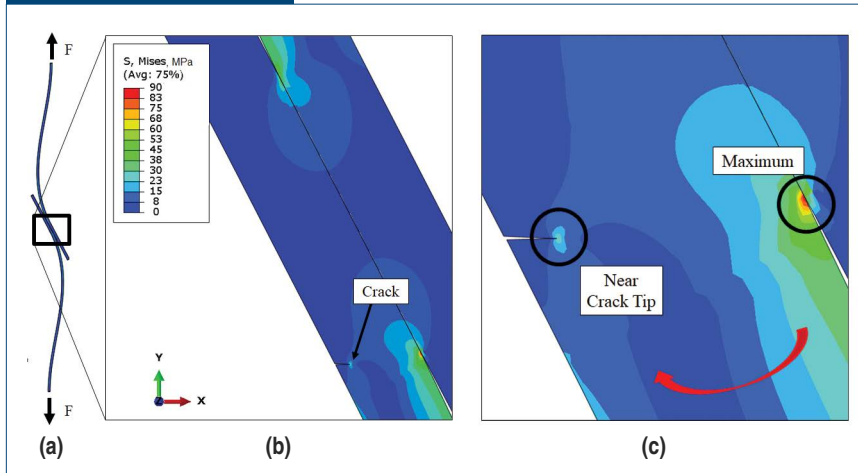 F
S, Mises, MPa
(Avg: 75%)
90
83
75
68
60
53
45
38
30
23
15
8
0
Crack
Y
Z
X
F
Maximum
Near
Crack Tip
(a)
(b)
(c)